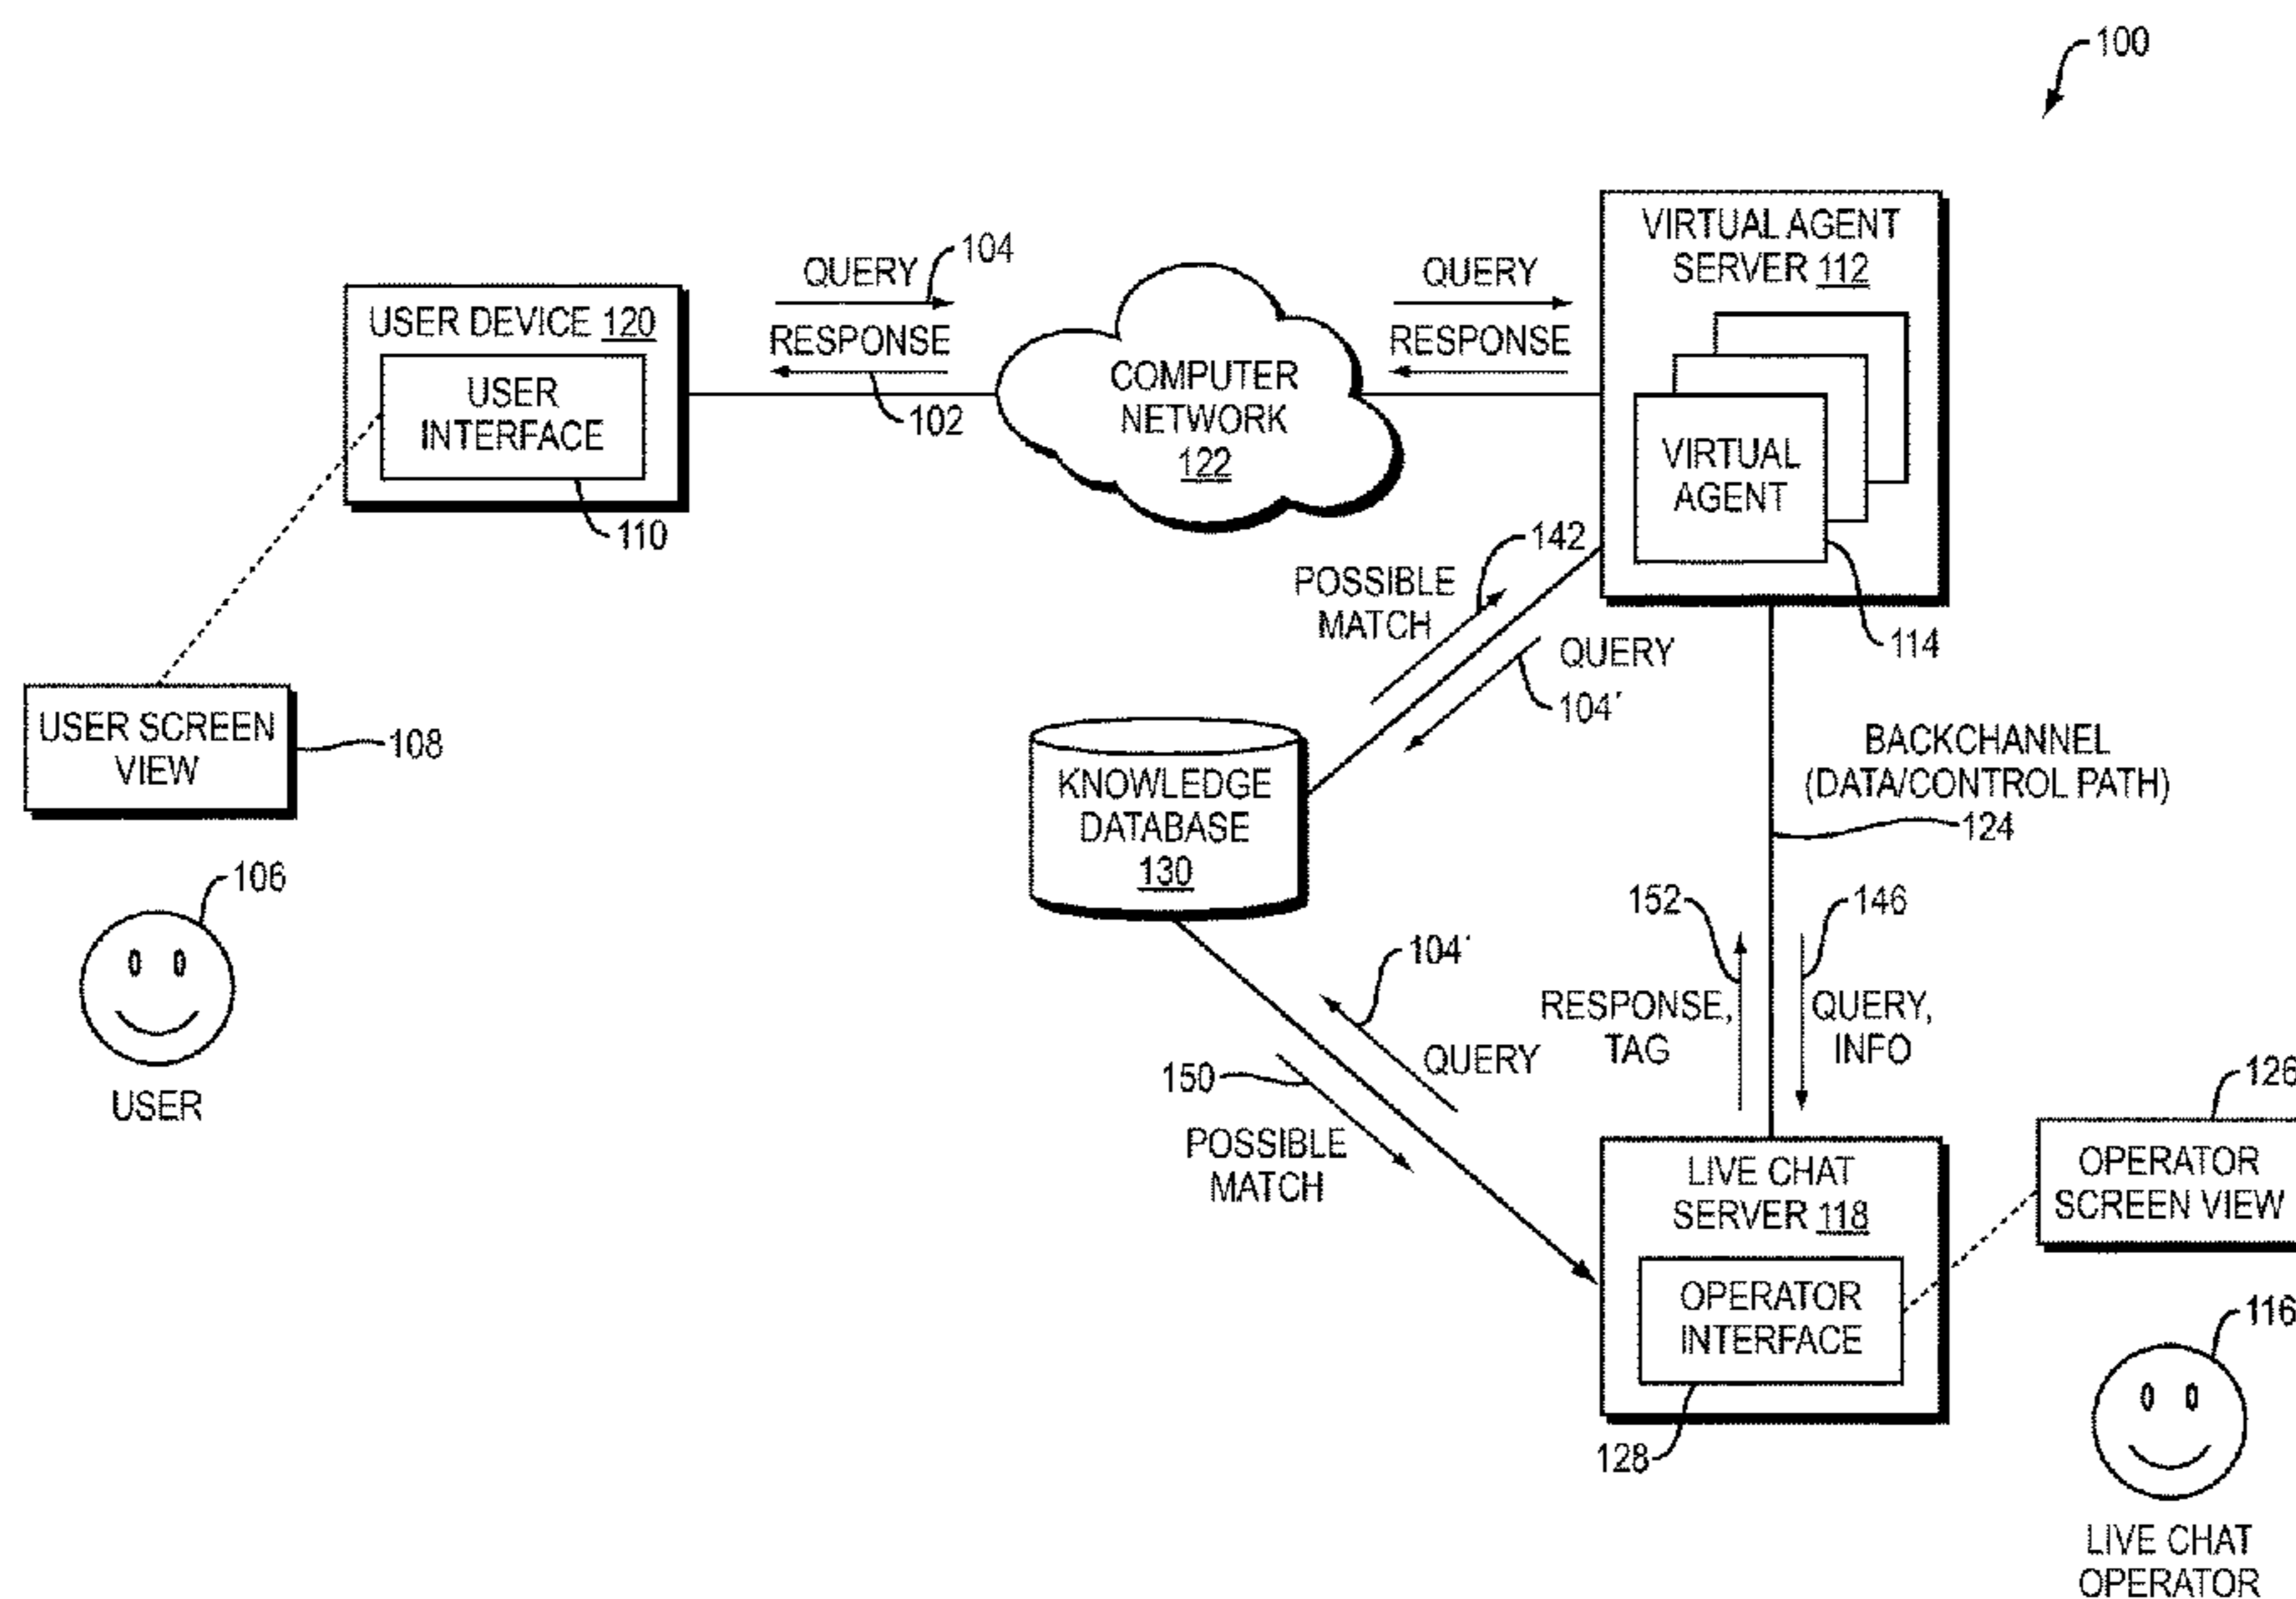 100
104
QUERY
RESPONSE
102
USER DEVICE 120
USER
INTERFACE
110
COMPUTER
NETWORK
122
QUERY
RESPONSE
VIRTUAL AGENT
SERVER 112
VIRTUAL
AGENT
114
142
POSSIBLE
MATCH
QUERY
104'
USER SCREEN
VIEW
108
106
USER
KNOWLEDGE
DATABASE
130
BACKCHANNEL
(DATA/CONTROL PATH)
124
152
146
RESPONSE,
TAG
QUERY,
INFO
104'
QUERY
150
POSSIBLE
MATCH
LIVE CHAT
SERVER 118
OPERATOR
INTERFACE
128
126
OPERATOR
SCREEN VIEW
116
LIVE CHAT
OPERATOR